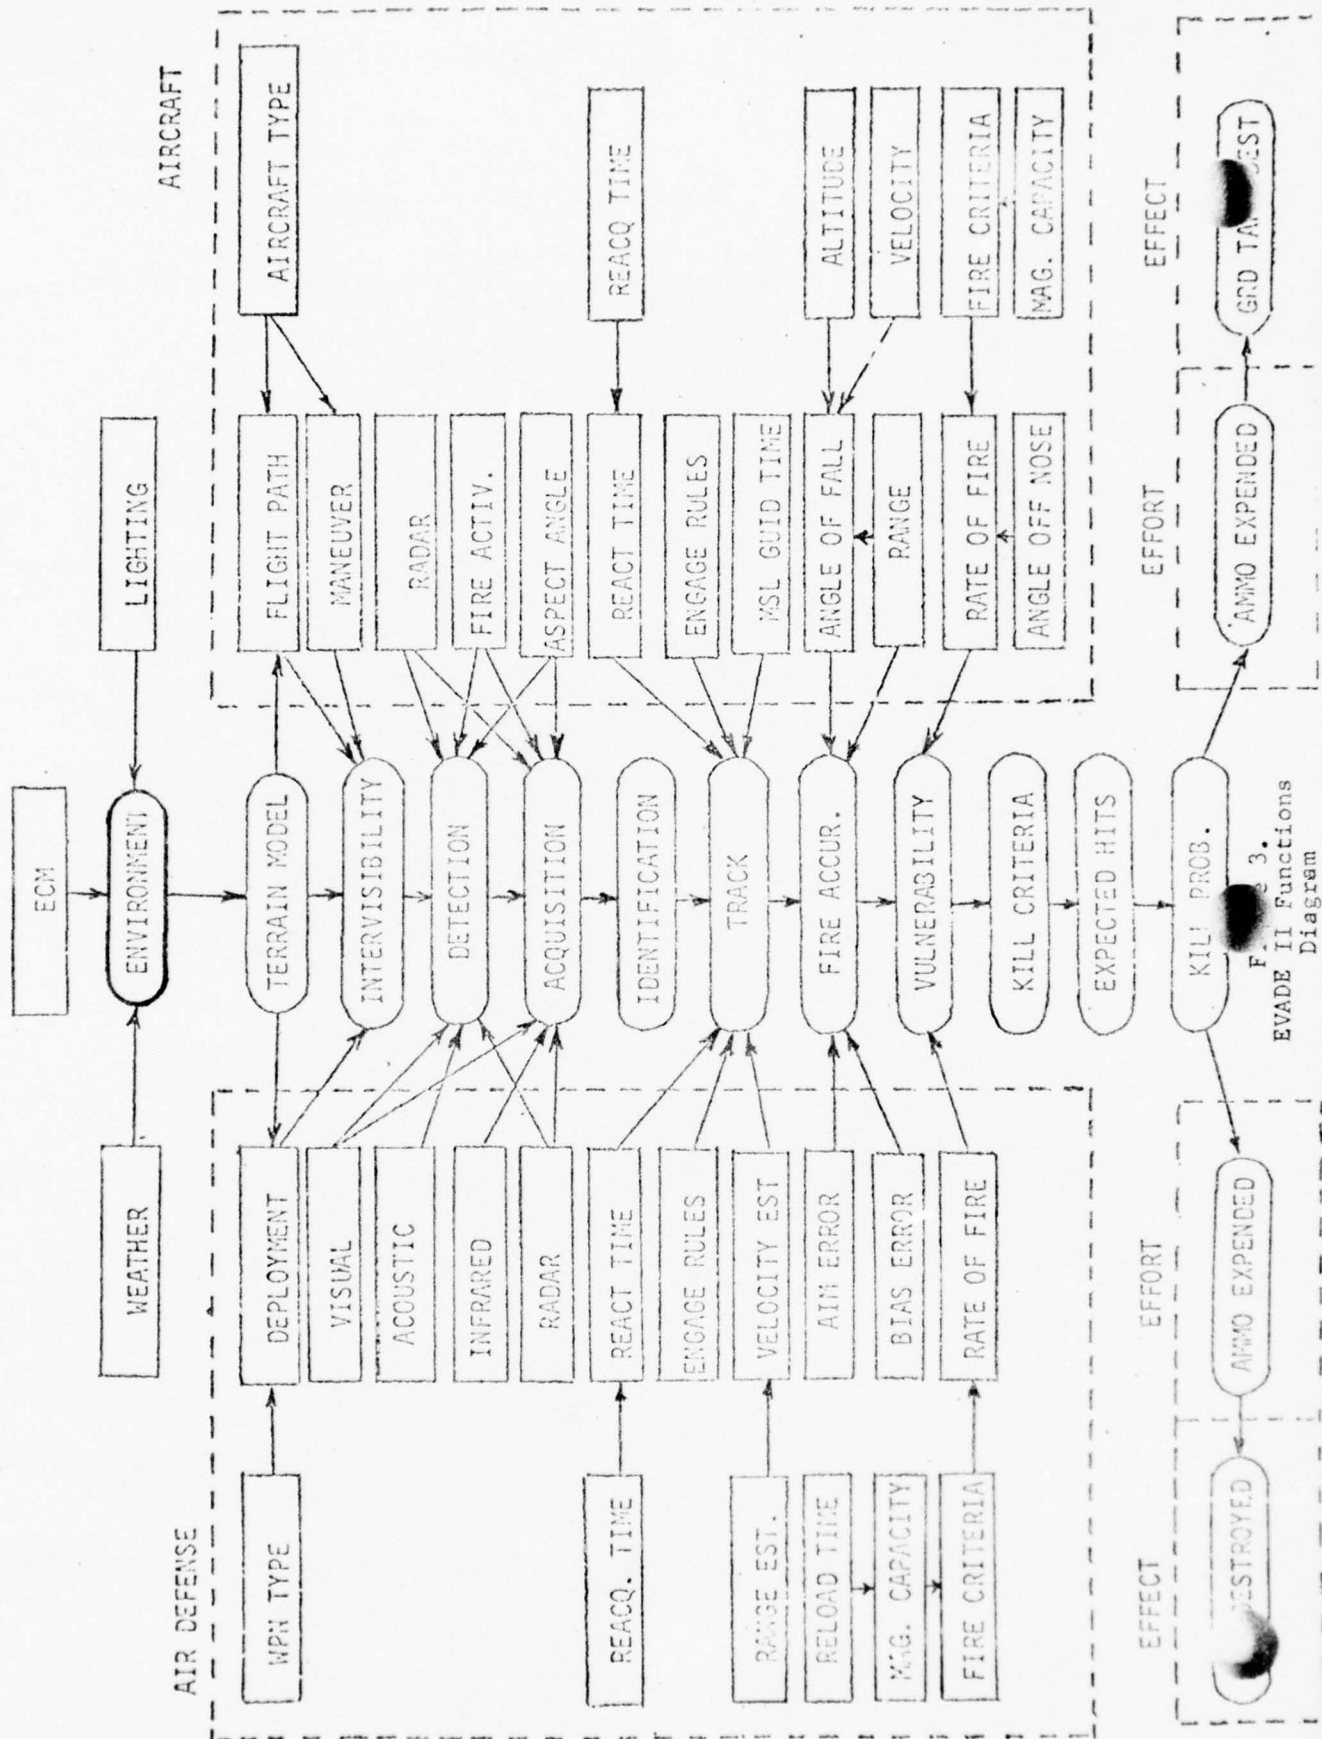 ECM
WEATHER
ENVIRONMENT
LIGHTING
AIR DEFENSE
AIRCRAFT
WPN TYPE
DEPLOYMENT
TERRAIN MODEL
FLIGHT PATH
AIRCRAFT TYPE
VISUAL
INTERVISIBILITY
MANEUVER
ACOUSTIC
DETECTION
RADAR
INFRARED
FIRE ACTIV.
RADAR
ACQUISITION
ASPECT ANGLE
REACQ. TIME
REACT TIME
IDENTIFICATION
REACT TIME
REACQ TIME
ENGAGE RULES
TRACK
ENGAGE RULES
RANGE EST.
VELOCITY EST
MSL GUID TIME
RELOAD TIME
AIM ERROR
FIRE ACCUR.
ANGLE OF FALL
ALTITUDE
MAG. CAPACITY
BIAS ERROR
RANGE
VELOCITY
FIRE CRITERIA
RATE OF FIRE
VULNERABILITY
RATE OF FIRE
FIRE CRITERIA
KILL CRITERIA
ANGLE OFF NOSE
MAG. CAPACITY
EXPECTED HITS
EFFECT
EFFORT
EFFORT
EFFECT
KILL PROB.
AMMO EXPENDED
AMMO EXPENDED
GRD
3.
EVADE II Functions
Diagram